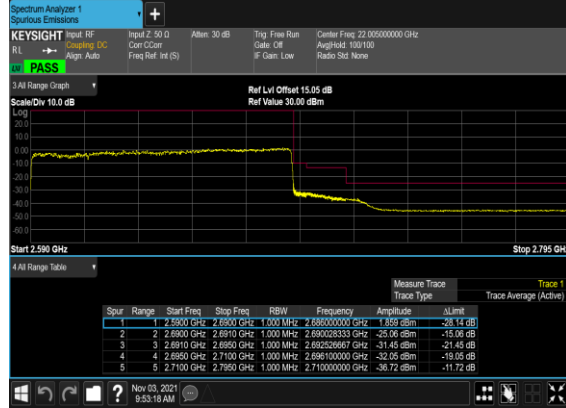 Spectrum Analyzer 1
Spurious Emissions
KEYSIGHT Input: RF Input Z: 50 Ω Atten: 30 dB Trig: Free Run Center Freq: 22.005000000 GHz
RL Coupling: DC Corr CCorr Gate: Off Avg|Hold: 100/100
Align: Auto Freq Ref: Int (S) IF Gain: Low Radio Std: None
PASS
3 All Range Graph
Ref Lvl Offset 15.05 dB
Scale/Div 10.0 dB Ref Value 30.00 dBm
Log
20.0
10.0
0.00
-10.0
-20.0
-30.0
-40.0
-50.0
-60.0
Start 2.590 GHz Stop 2.795 GHz
4 All Range Table
Measure Trace Trace 1
Trace Type Trace Average (Active)
Spur Range Start Freq Stop Freq RBW Frequency Amplitude ΔLimit
1 1 2.5900 GHz 2.6900 GHz 1.000 MHz 2.686000000 GHz 1.859 dBm -28.14 dB
2 2 2.6900 GHz 2.6910 GHz 1.000 MHz 2.690028333 GHz -25.06 dBm -15.06 dB
3 3 2.6910 GHz 2.6950 GHz 1.000 MHz 2.692526667 GHz -31.45 dBm -21.45 dB
4 4 2.6950 GHz 2.7100 GHz 1.000 MHz 2.696100000 GHz -32.05 dBm -19.05 dB
5 5 2.7100 GHz 2.7950 GHz 1.000 MHz 2.710000000 GHz -36.72 dBm -11.72 dB
? Nov 03, 2021
9:53:18 AM